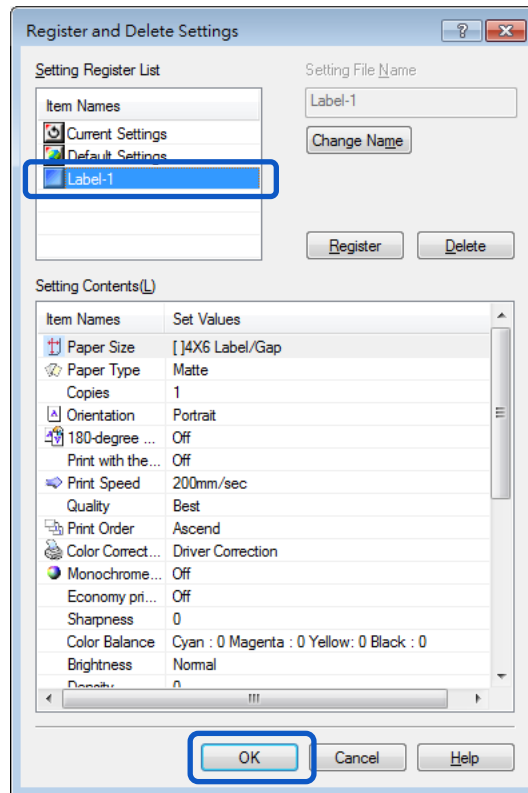 Register and Delete Settings
Setting Register List
Setting File Name
Item Names
Label-1
Current Settings
Change Name
Default Settings
Label-1
Register Delete
Setting Contents(L)
Item Names Set Values
Paper Size [ ]4X6 Label/Gap
Paper Type Matte
Copies 1
Orientation Portrait
180-degree ... Off
Print with the... Off
Print Speed 200mm/sec
Quality Best
Print Order Ascend
Color Correct... Driver Correction
Monochrome... Off
Economy pri... Off
Sharpness 0
Color Balance Cyan : 0 Magenta : 0 Yellow: 0 Black : 0
Brightness Normal
Density 0
OK Cancel Help